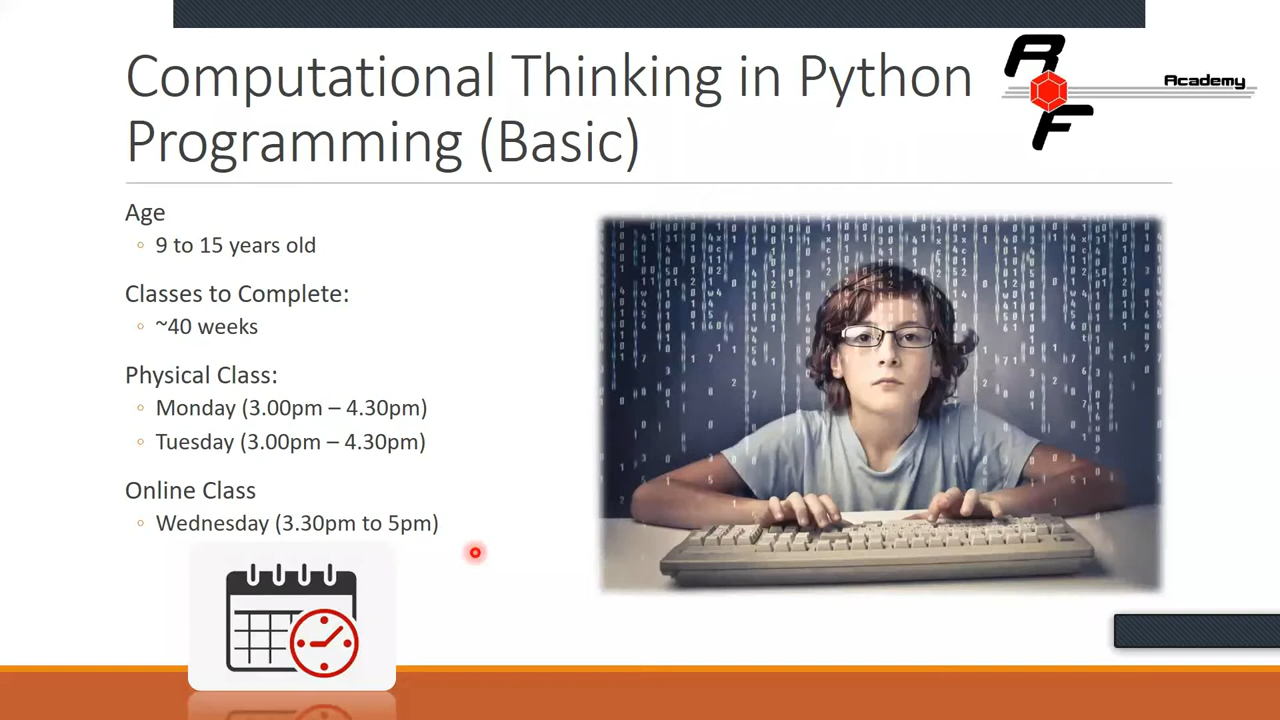 Computational Thinking in Python
Programming (Basic)
R
F
Academy
Age
◦ 9 to 15 years old
Classes to Complete:
◦ ~40 weeks
Physical Class:
◦ Monday (3.00pm – 4.30pm)
◦ Tuesday (3.00pm – 4.30pm)
Online Class
◦ Wednesday (3.30pm to 5pm)